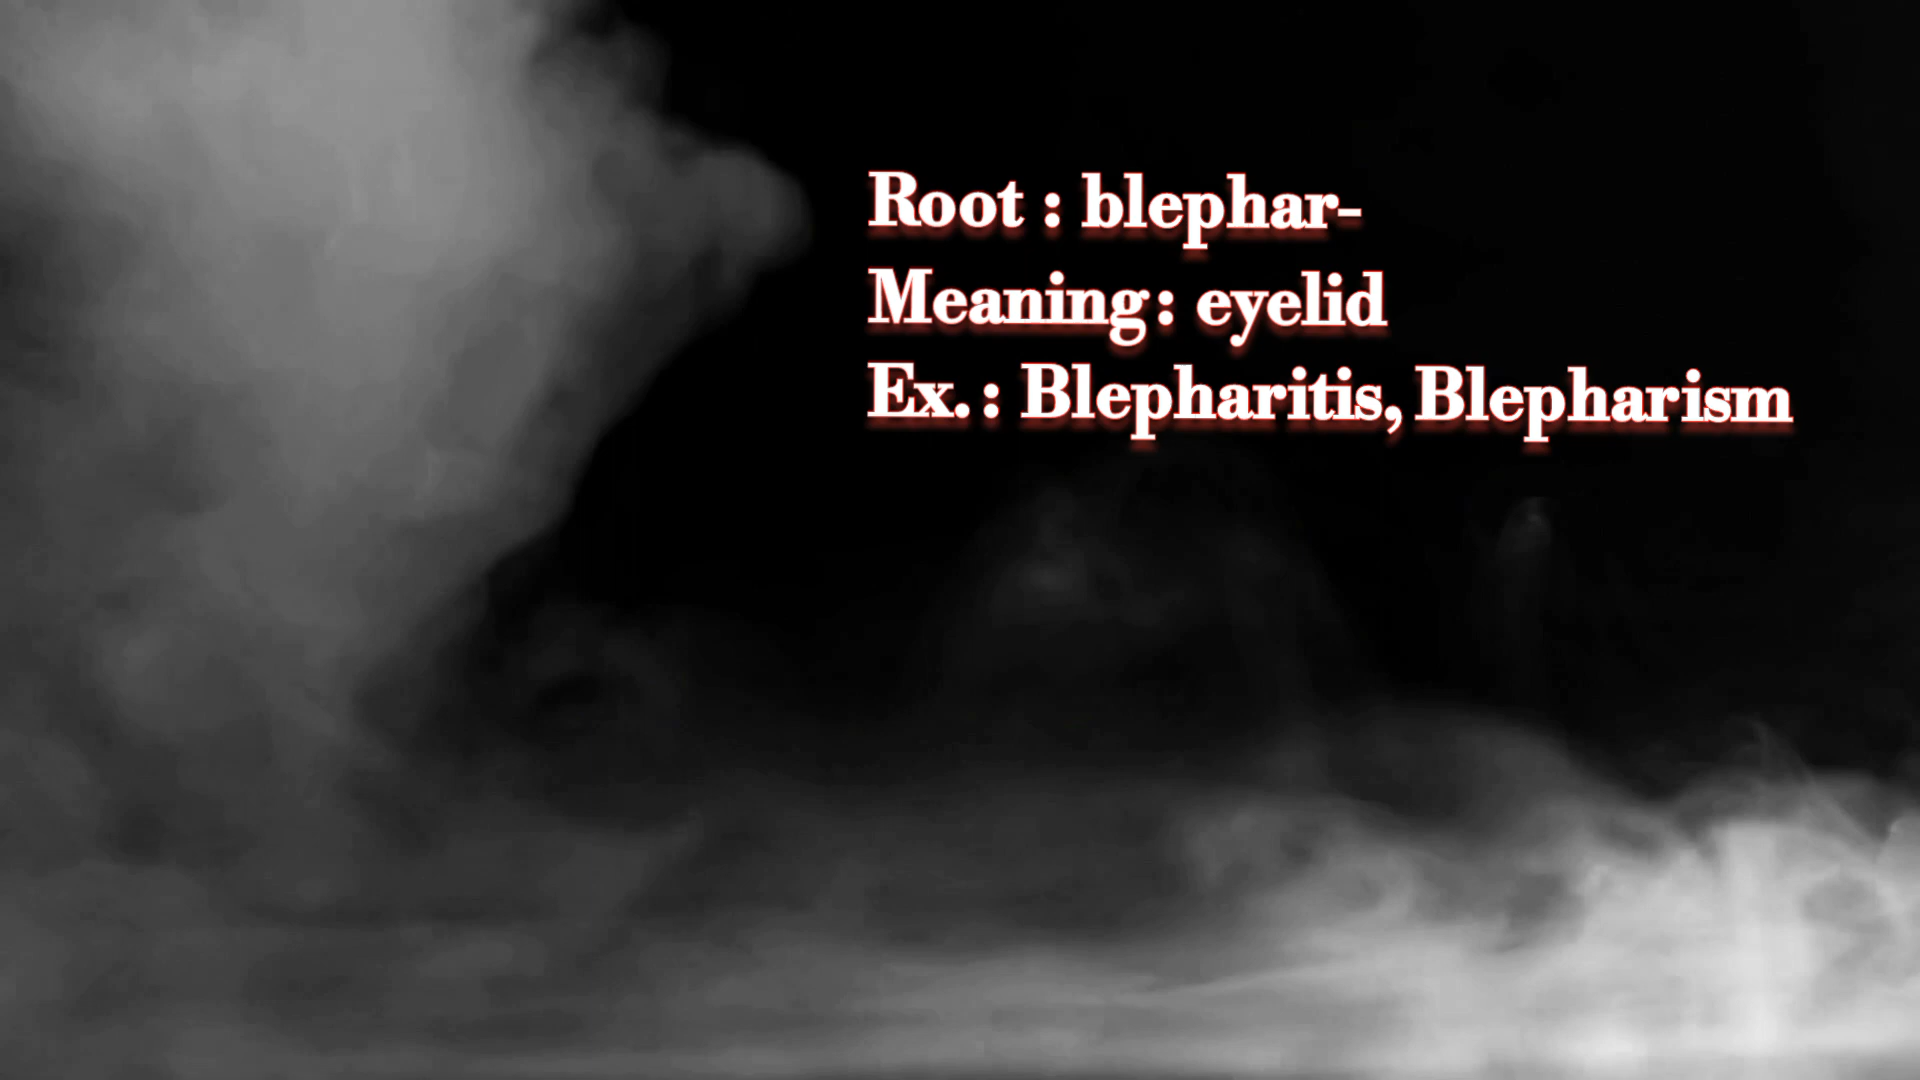 Root : blephar-
Meaning : eyelid
Ex. : Blepharitis, Blepharism